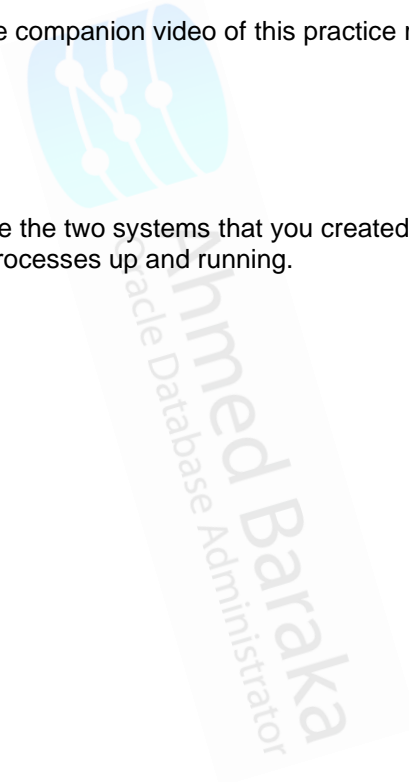 e companion video of this practice
e the two systems that you created
rocesses up and running.
Ahmed Baraka
Oracle Database Administrator